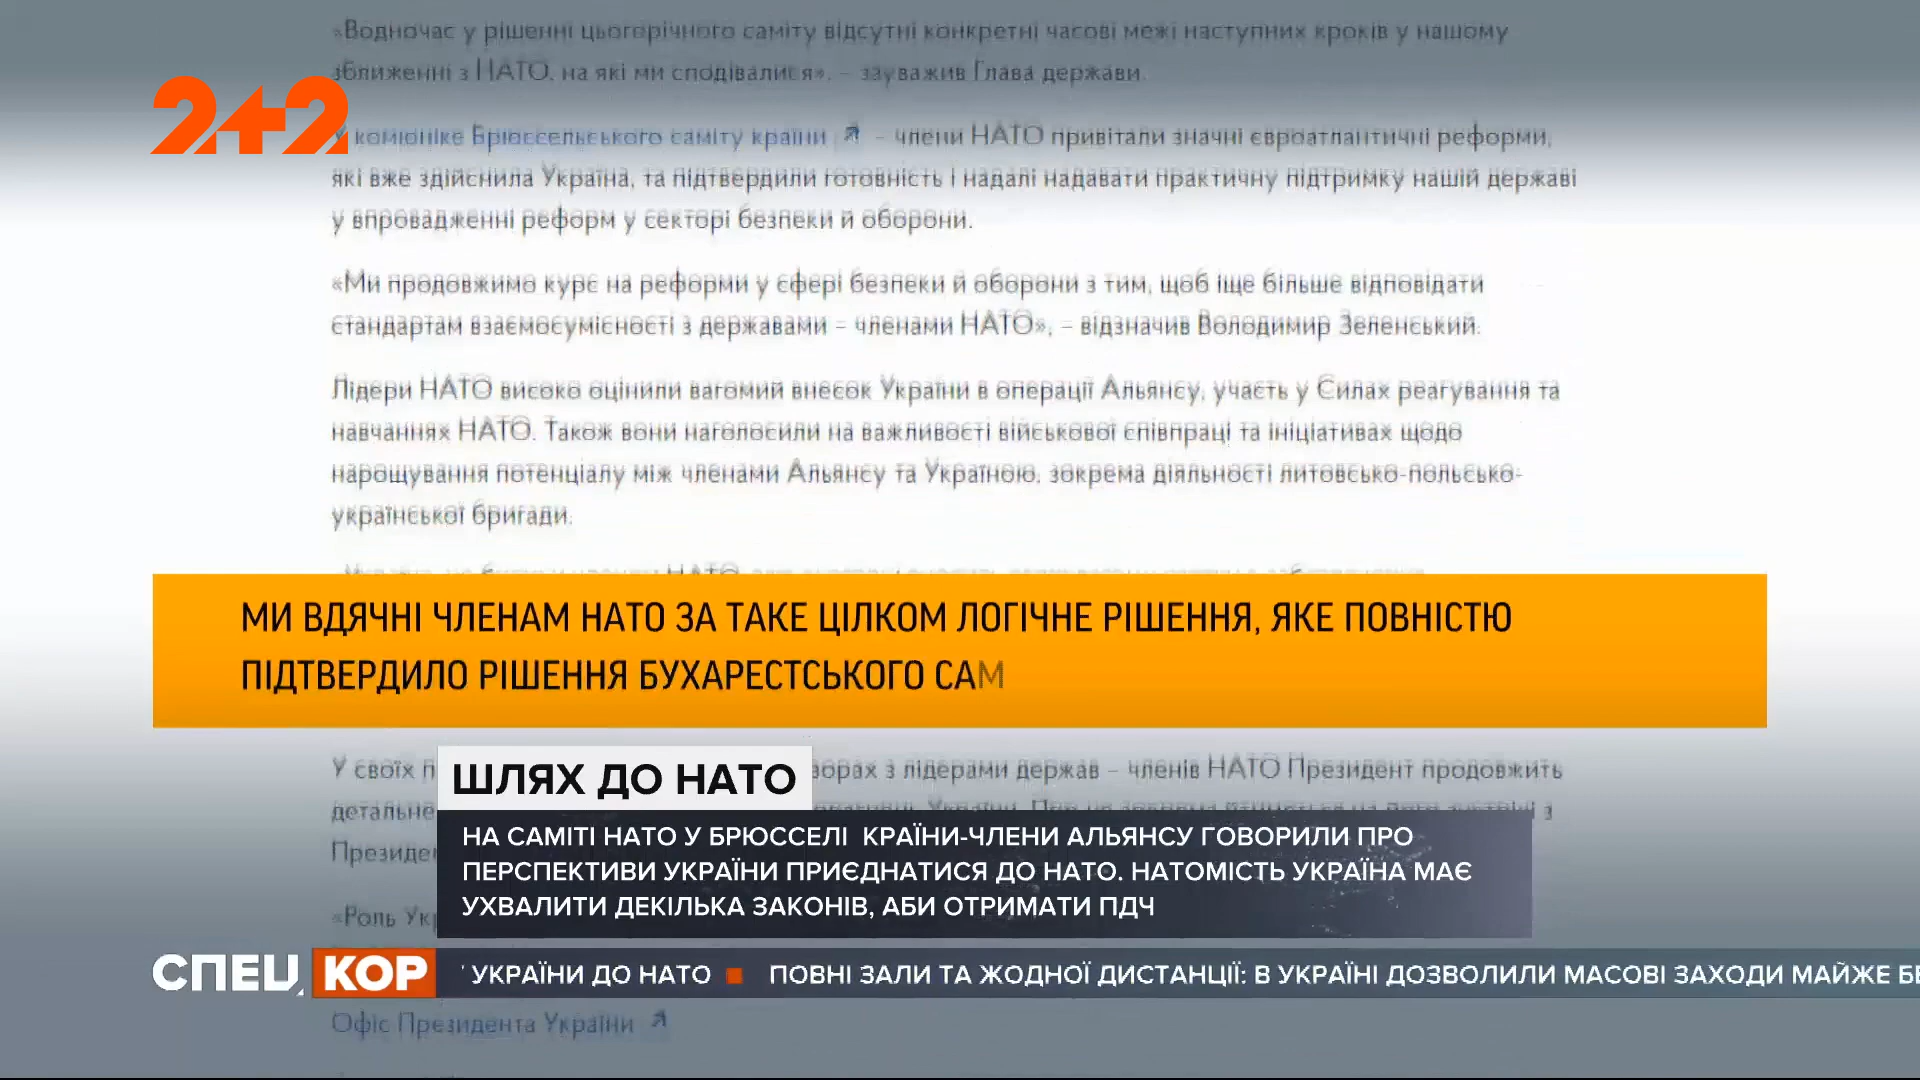 «Водночас у рішенні цьогорічного саміту відсутні конкретні часові межі наступних кроків у нашому
зближенні з НАТО, на які ми сподівалися», – зауважив Глава держави.
2+2
У комюніке Брюссельського саміту країни – члени НАТО привітали значні євроатлантичні реформи,
які вже здійснила Україна, та підтвердили готовність і надалі надавати практичну підтримку нашій державі
у впровадженні реформ у секторі безпеки й оборони.
«Ми продовжимо курс на реформи у сфері безпеки й оборони з тим, щоб іще більше відповідати
стандартам взаємосумісності з державами – членами НАТО», – відзначив Володимир Зеленський.
Лідери НАТО високо оцінили вагомий внесок України в операції Альянсу, участь у Силах реагування та
навчаннях НАТО. Також вони наголосили на важливості військової співпраці та ініціативах щодо
нарощування потенціалу між членами Альянсу та Україною, зокрема діяльності литовсько-польсько-
української бригади.
МИ ВДЯЧНІ ЧЛЕНАМ НАТО ЗА ТАКЕ ЦІЛКОМ ЛОГІЧНЕ РІШЕННЯ, ЯКЕ ПОВНІСТЮ
ПІДТВЕРДИЛО РІШЕННЯ БУХАРЕСТСЬКОГО САМ
У своїх п ворах з лідерами держав – членів НАТО Президент продовжить
ШЛЯХ ДО НАТО
детальне
Президе
НА САМІТІ НАТО У БРЮССЕЛІ КРАЇНИ-ЧЛЕНИ АЛЬЯНСУ ГОВОРИЛИ ПРО
ПЕРСПЕКТИВИ УКРАЇНИ ПРИЄДНАТИСЯ ДО НАТО. НАТОМІСТЬ УКРАЇНА МАЄ
УХВАЛИТИ ДЕКІЛЬКА ЗАКОНІВ, АБИ ОТРИМАТИ ПДЧ
«Роль Ук
СПЕЦ КОР
УКРАЇНИ ДО НАТО ПОВНІ ЗАЛИ ТА ЖОДНОЇ ДИСТАНЦІЇ: В УКРАЇНІ ДОЗВОЛИЛИ МАСОВІ ЗАХОДИ МАЙЖЕ БЕ
Офіс Президента України